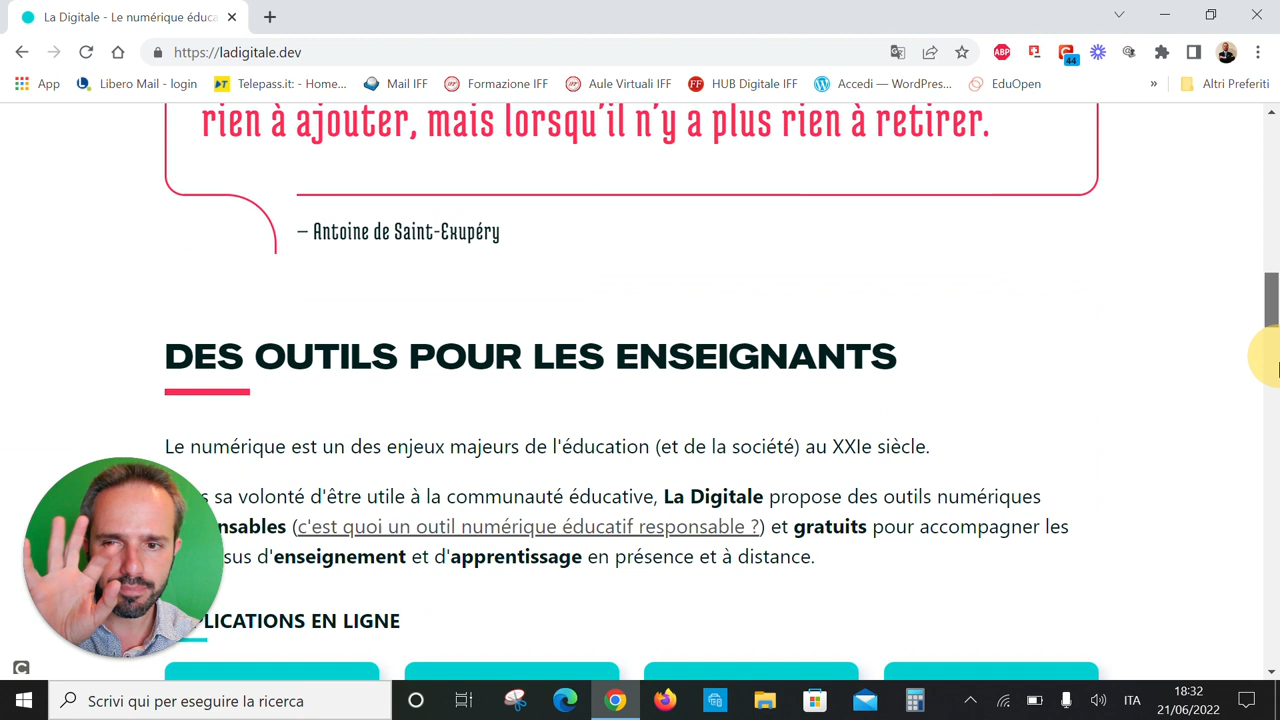 La Digitale - Le numérique éduca
https://ladigitale.dev
ABP
44
App
Libero Mail - login
Telepass.it: - Home...
Mail IFF
Formazione IFF
Aule Virtuali IFF
FF
HUB Digitale IFF
Accedi — WordPres...
EduOpen
»
Altri Preferiti
rien à ajouter, mais lorsqu'il n'y a plus rien à retirer.
– Antoine de Saint-Exupéry
DES OUTILS POUR LES ENSEIGNANTS
Le numérique est un des enjeux majeurs de l'éducation (et de la société) au XXIe siècle.
s sa volonté d'être utile à la communauté éducative, La Digitale propose des outils numériques
nsables (c'est quoi un outil numérique éducatif responsable ?) et gratuits pour accompagner les
sus d'enseignement et d'apprentissage en présence et à distance.
PLICATIONS EN LIGNE
Scrivi qui per eseguire la ricerca
ITA
18:32
21/06/2022